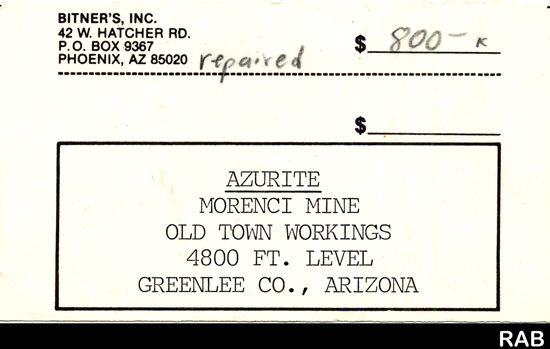 BITNER'S, INC.
42 W. HATCHER RD.
P.O. BOX 9367
PHOENIX, AZ 85020 repaired
$ 800- K
$
AZURITE
MORENCI MINE
OLD TOWN WORKINGS
4800 FT. LEVEL
GREENLEE CO., ARIZONA
RAB